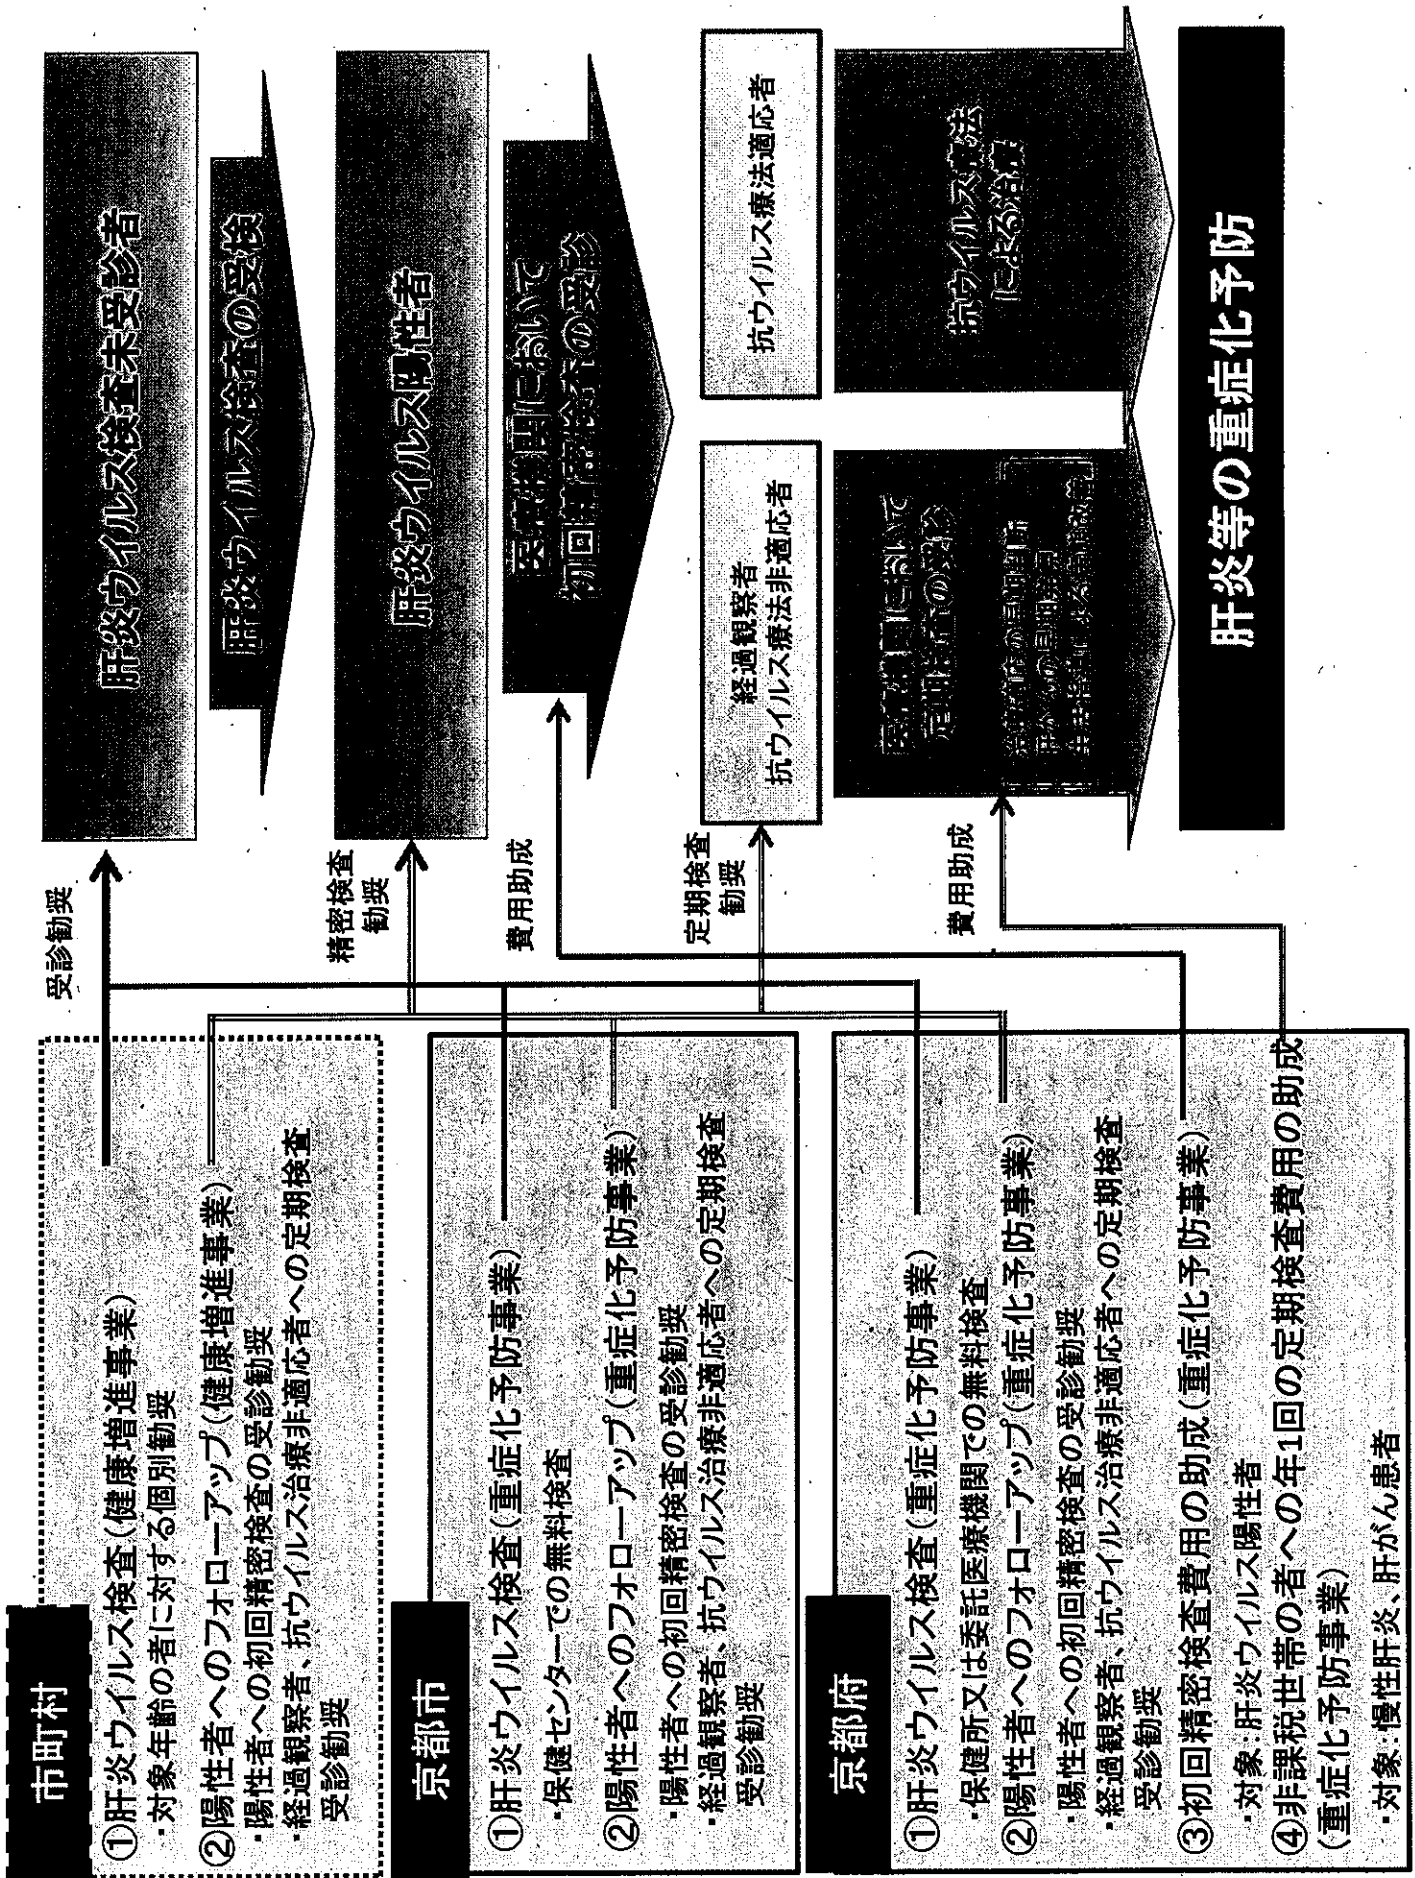 市町村
①肝炎ウイルス検査(健康増進事業)
・対象年齢の者に対する個別勧奨
②陽性者へのフォローアップ(健康増進事業)
・陽性者への初回精密検査の受診勧奨
・経過観察者、抗ウイルス治療非適応者への定期検査
受診勧奨
京都市
①肝炎ウイルス検査(重症化予防事業)
・保健センターでの無料検査
②陽性者へのフォローアップ(重症化予防事業)
・陽性者への初回精密検査の受診勧奨
・経過観察者、抗ウイルス治療非適応者への定期検査
受診勧奨
京都府
①肝炎ウイルス検査(重症化予防事業)
・保健所又は委託医療機関での無料検査
②陽性者へのフォローアップ(重症化予防事業)
・陽性者への初回精密検査の受診勧奨
・経過観察者、抗ウイルス治療非適応者への定期検査
受診勧奨
③初回精密検査費用の助成(重症化予防事業)
・対象:肝炎ウイルス陽性者
④非課税世帯の者への年1回の定期検査費用の助成
(重症化予防事業)
・対象:慢性肝炎、肝がん患者
受診勧奨
精密検査
勧奨
費用助成
定期検査
勧奨
費用助成
肝炎ウイルス検査未受診者
肝炎ウイルス検査の受検
肝炎ウイルス陽性者
医療機関において
初回精密検査の受診
経過観察者
抗ウイルス療法非適応者
抗ウイルス療法適応者
医療機関において
定期検査の受診
肝がんの早期発見
抗ウイルス療法
による治療
肝炎等の重症化予防